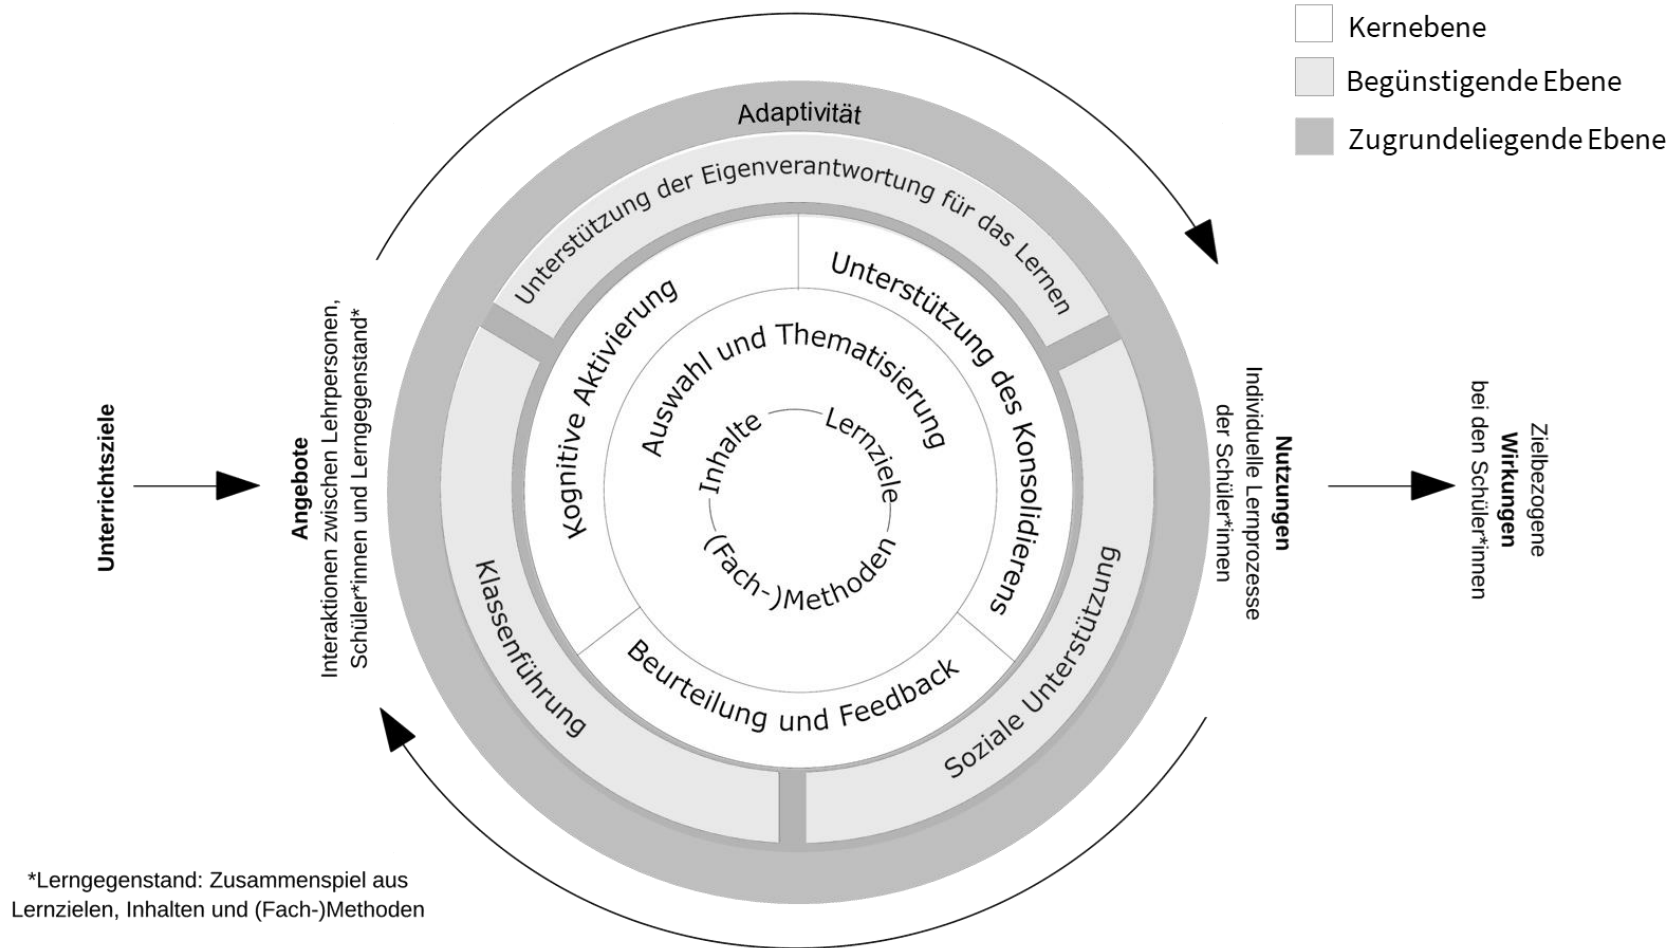 Kernebene
Begünstigende Ebene
Zugrundeliegende Ebene
Adaptivität
Unterstützung der Eigenverantwortung für das Lernen
Kognitive Aktivierung
Unterstützung des Konsolidierens
Auswahl und Thematisierung
Inhalte
Lernziele
(Fach-)Methoden
Beurteilung und Feedback
Klassenführung
Soziale Unterstützung
Unterrichtsziele
Angebote
Interaktionen zwischen Lehrpersonen,
Schüler*innen und Lerngegenstand*
Nutzungen
Individuelle Lernprozesse
der Schüler*innen
Zielbezogene
Wirkungen
bei den Schüler*innen
*Lerngegenstand: Zusammenspiel aus
Lernzielen, Inhalten und (Fach-)Methoden